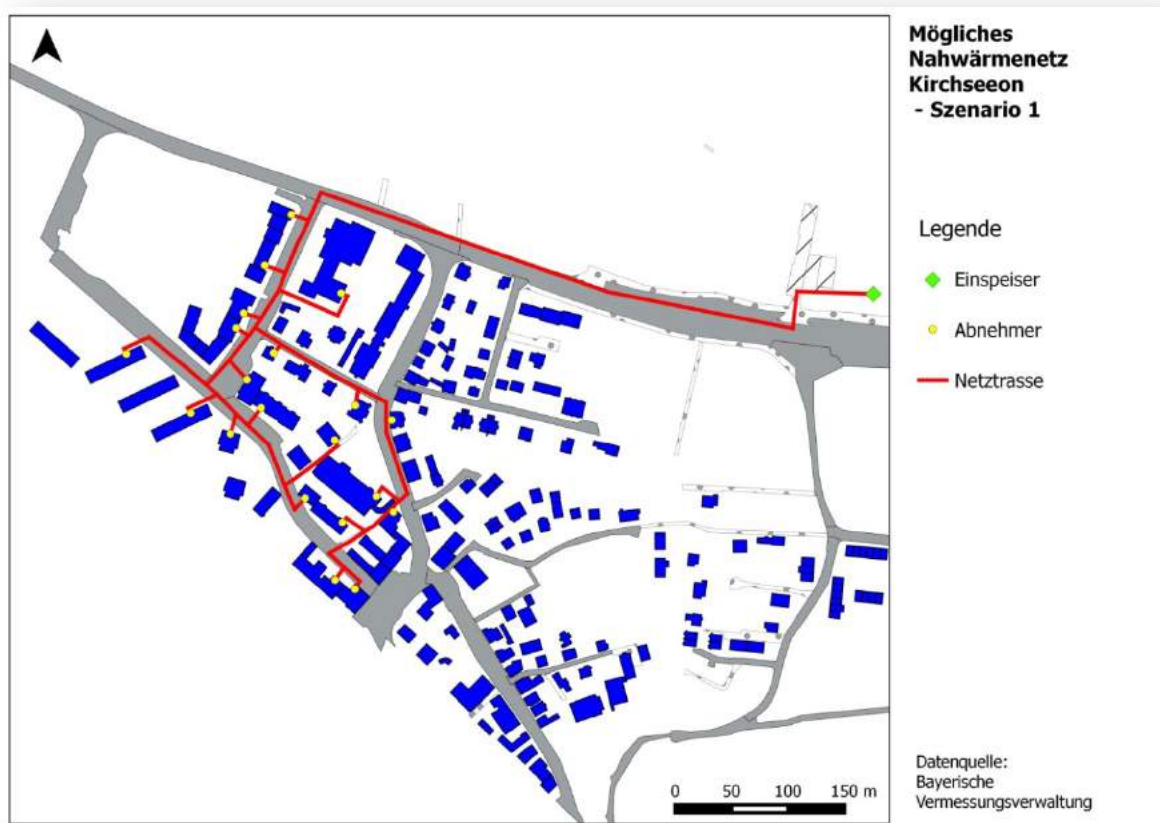 Mögliches
Nahwärmenetz
Kirchseeon
- Szenario 1
Legende
Einspeiser
Abnehmer
Netztrasse
0 50 100 150 m
Datenquelle:
Bayerische
Vermessungsverwaltung